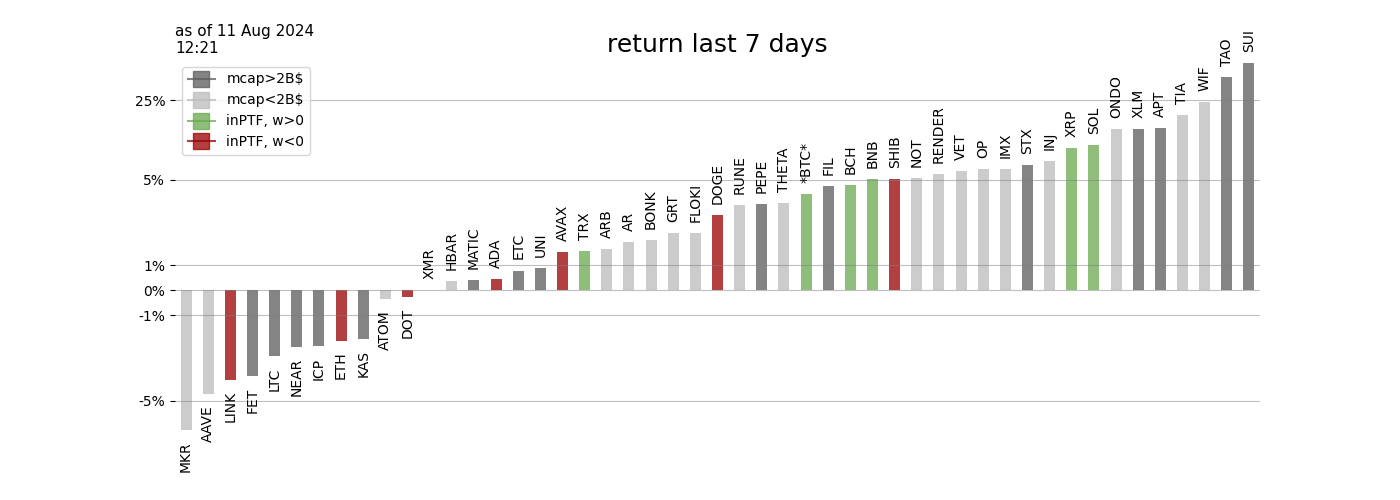 as of 11 Aug 2024
12:21
return last 7 days
mcap>2B$
mcap<2B$
inPTF, w>0
inPTF, w<0
25%
5%
1%
0%
-1%
-5%
MKR
AAVE
LINK
FET
LTC
NEAR
ICP
ETH
KAS
ATOM
DOT
XMR
HBAR
MATIC
ADA
ETC
UNI
AVAX
TRX
ARB
AR
BONK
GRT
FLOKI
DOGE
RUNE
PEPE
THETA
*BTC*
FIL
BCH
BNB
SHIB
NOT
RENDER
VET
OP
IMX
STX
INJ
XRP
SOL
ONDO
XLM
APT
TIA
WIF
TAO
SUI